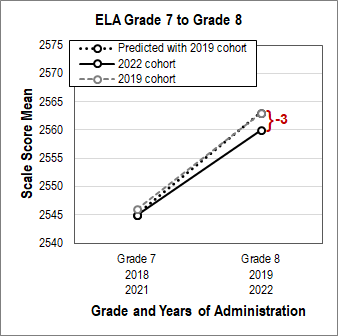 ELA Grade 7 to Grade 8
Scale Score Mean
2575
2570
2565
2560
2555
2550
2545
2540
Predicted with 2019 cohort
2022 cohort
2019 cohort
-3
Grade 7
2018
2021
Grade 8
2019
2022
Grade and Years of Administration